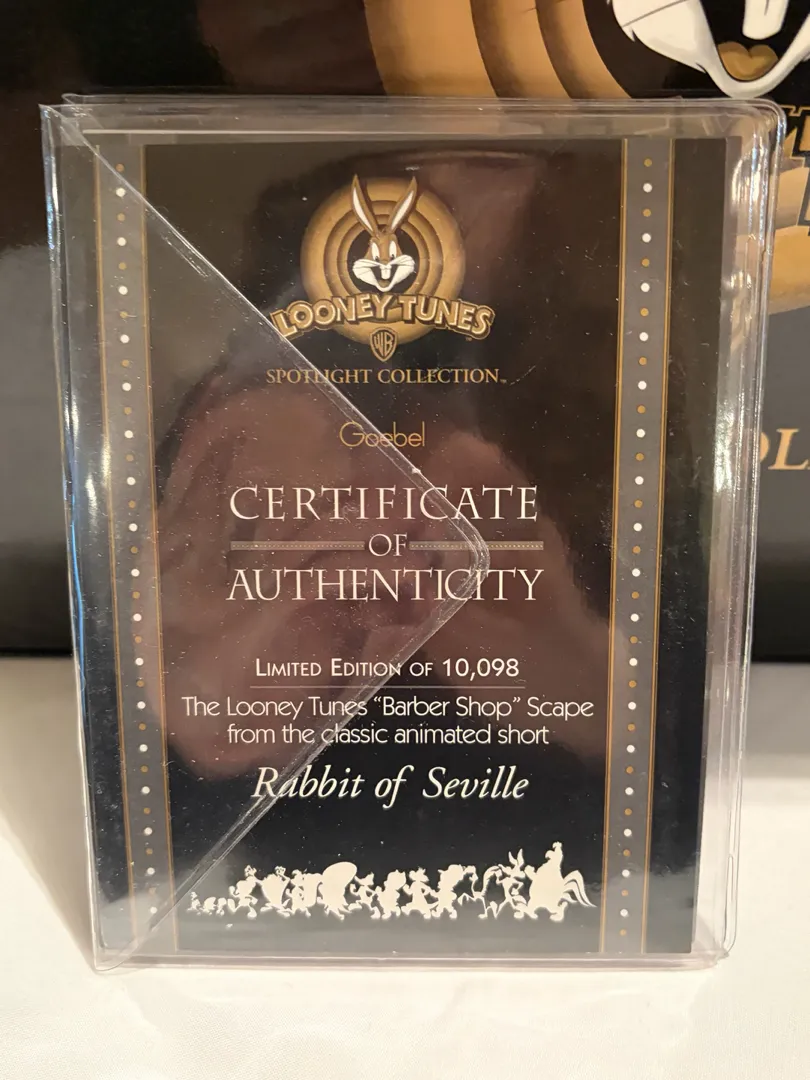 LOONEY TUNES
WB
SPOTLIGHT COLLECTION™
Goebel
CERTIFICATE
OF
AUTHENTICITY
LIMITED EDITION OF 10,098
The Looney Tunes “Barber Shop” Scape
from the classic animated short
Rabbit of Seville